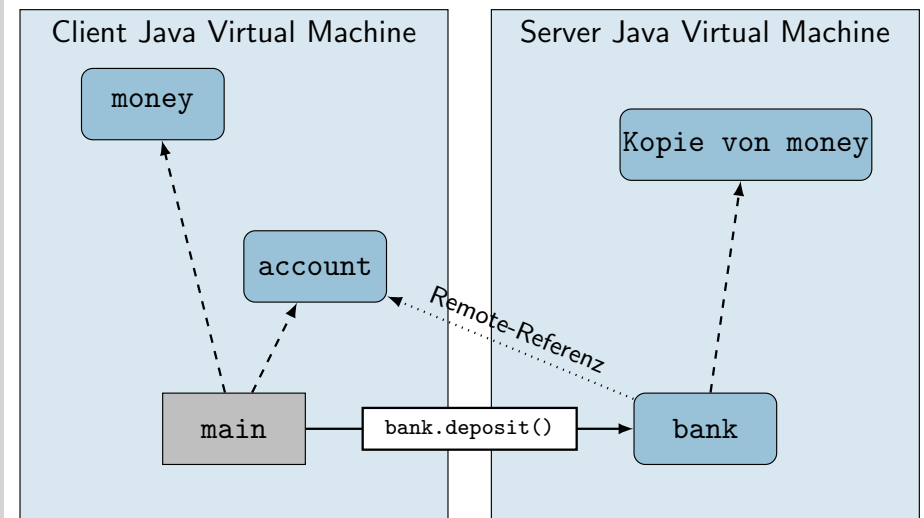 Client Java Virtual Machine
Server Java Virtual Machine
money
Kopie von money
account
Remote-Referenz
main
bank.deposit()
bank